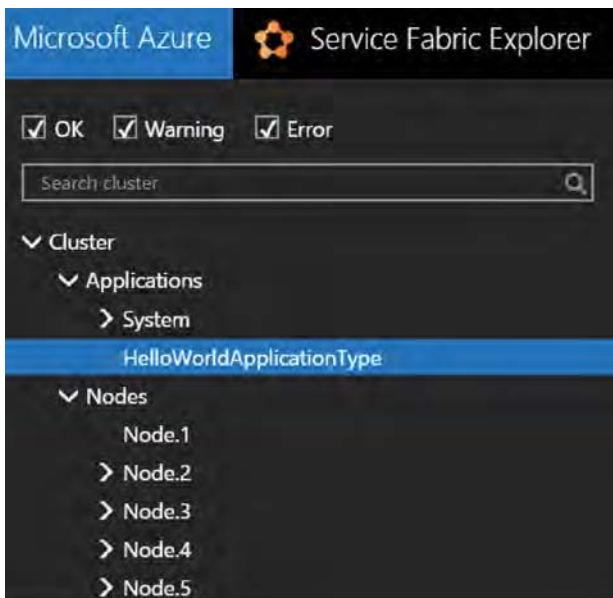 Microsoft Azure Service Fabric Explorer
OK Warning Error
Search cluster
Cluster
Applications
System
HelloWorldApplicationType
Nodes
Node.1
Node.2
Node.3
Node.4
Node.5